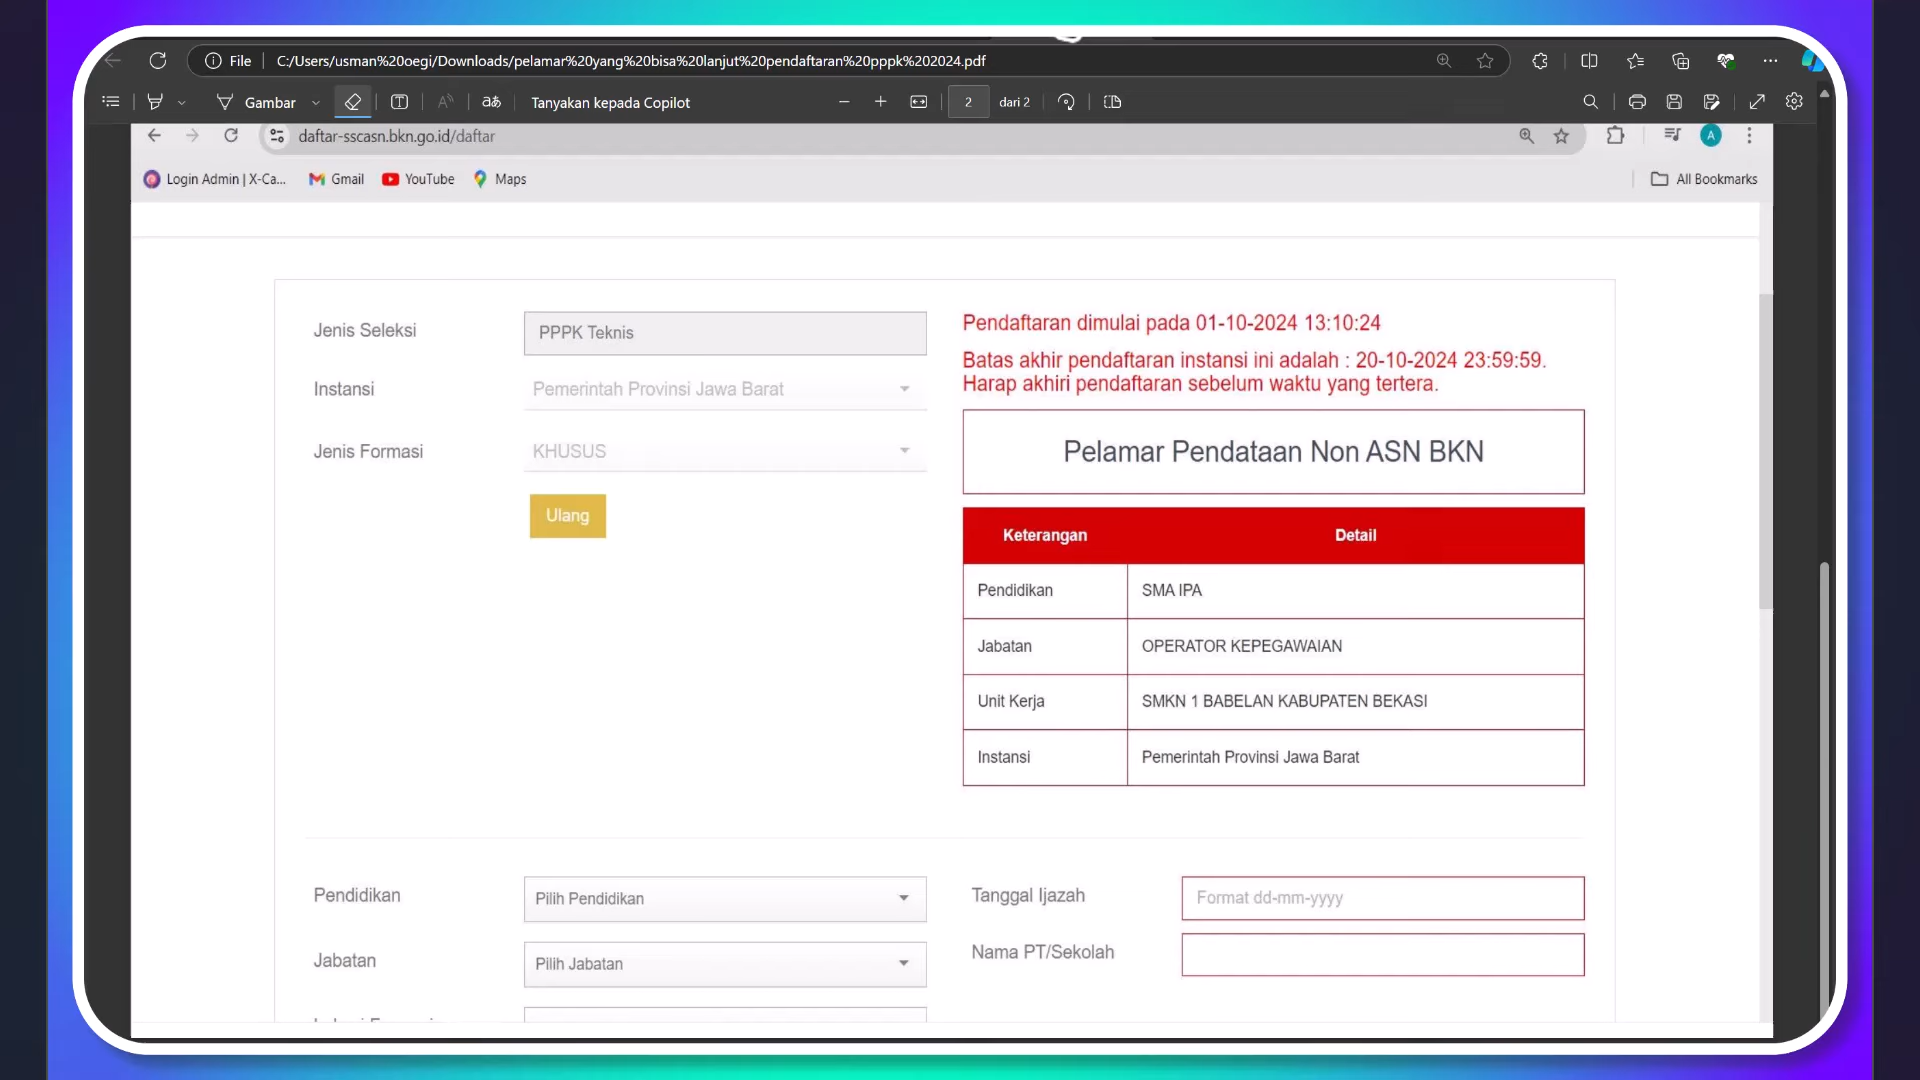 File
C:/Users/usman%20oegi/Downloads/pelamar%20yang%20bisa%20lanjut%20pendaftaran%20pppk%202024.pdf
Gambar
Tanyakan kepada Copilot
2
dari 2
daftar-sscasn.bkn.go.id/daftar
A
Login Admin | X-Ca...
Gmail
YouTube
Maps
All Bookmarks
Jenis Seleksi
PPPK Teknis
Instansi
Pemerintah Provinsi Jawa Barat
Jenis Formasi
KHUSUS
Ulang
Pendaftaran dimulai pada 01-10-2024 13:10:24
Batas akhir pendaftaran instansi ini adalah : 20-10-2024 23:59:59.
Harap akhiri pendaftaran sebelum waktu yang tertera.
Pelamar Pendataan Non ASN BKN
Keterangan Detail
Pendidikan SMA IPA
Jabatan OPERATOR KEPEGAWAIAN
Unit Kerja SMKN 1 BABELAN KABUPATEN BEKASI
Instansi Pemerintah Provinsi Jawa Barat
Pendidikan
Pilih Pendidikan
Jabatan
Pilih Jabatan
Tanggal Ijazah
Format dd-mm-yyyy
Nama PT/Sekolah